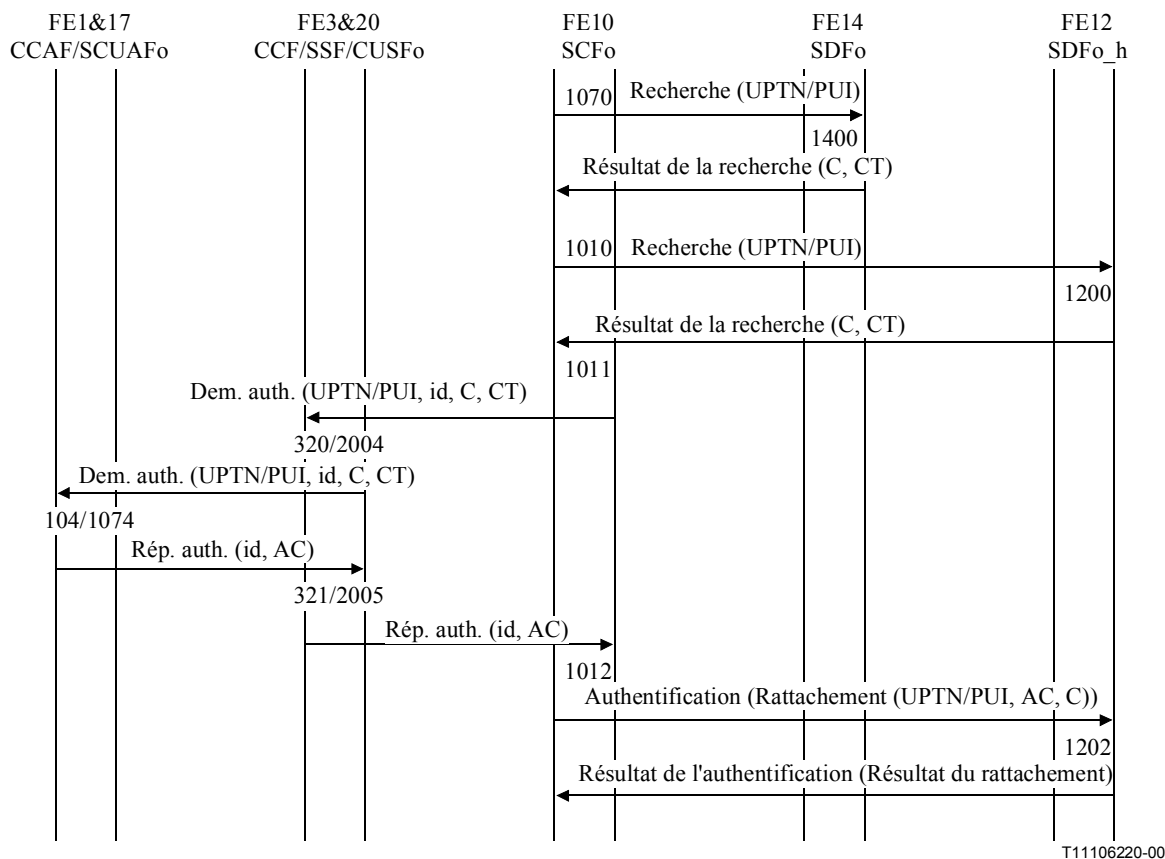 FE1&17 FE3&20 FE10 FE14 FE12
CCAF/SCUAFo CCF/SSF/CUSFo SCFo SDFo SDFo_h
1070 Recherche (UPTN/PUI)
1400
Résultat de la recherche (C, CT)
1010 Recherche (UPTN/PUI)
1200
Résultat de la recherche (C, CT)
1011
Dem. auth. (UPTN/PUI, id, C, CT)
320/2004
Dem. auth. (UPTN/PUI, id, C, CT)
104/1074
Rép. auth. (id, AC)
321/2005
Rép. auth. (id, AC)
1012
Authentification (Rattachement (UPTN/PUI, AC, C))
1202
Résultat de l'authentification (Résultat du rattachement)
T11106220-00